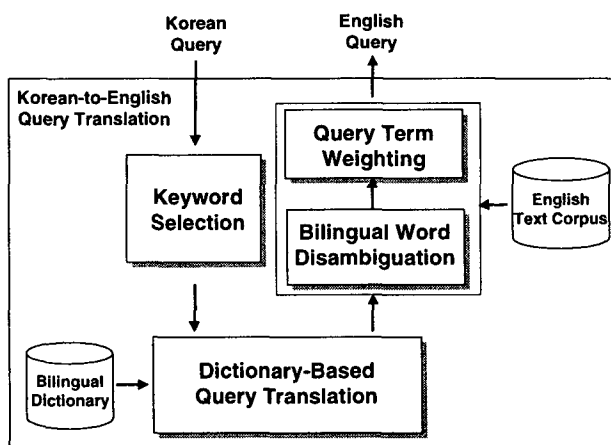 Korean
Query
English
Query
Korean-to-English
Query Translation
Keyword
Selection
Query Term
Weighting
Bilingual Word
Disambiguation
English
Text Corpus
Bilingual
Dictionary
Dictionary-Based
Query Translation